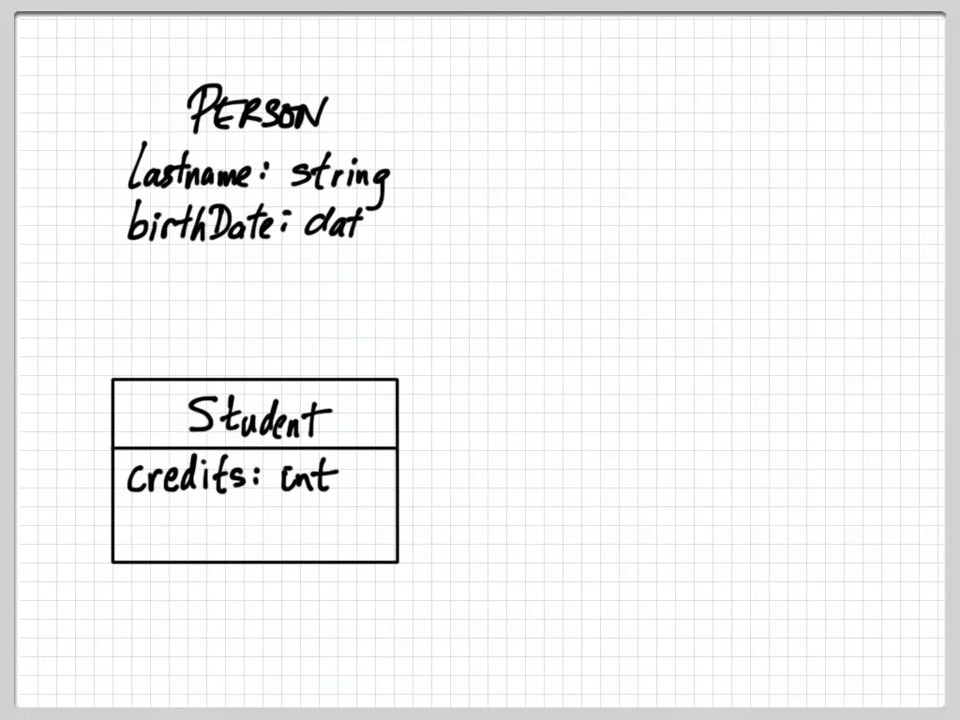 PERSON
lastname: string
birthDate: dat
Student
credits: int